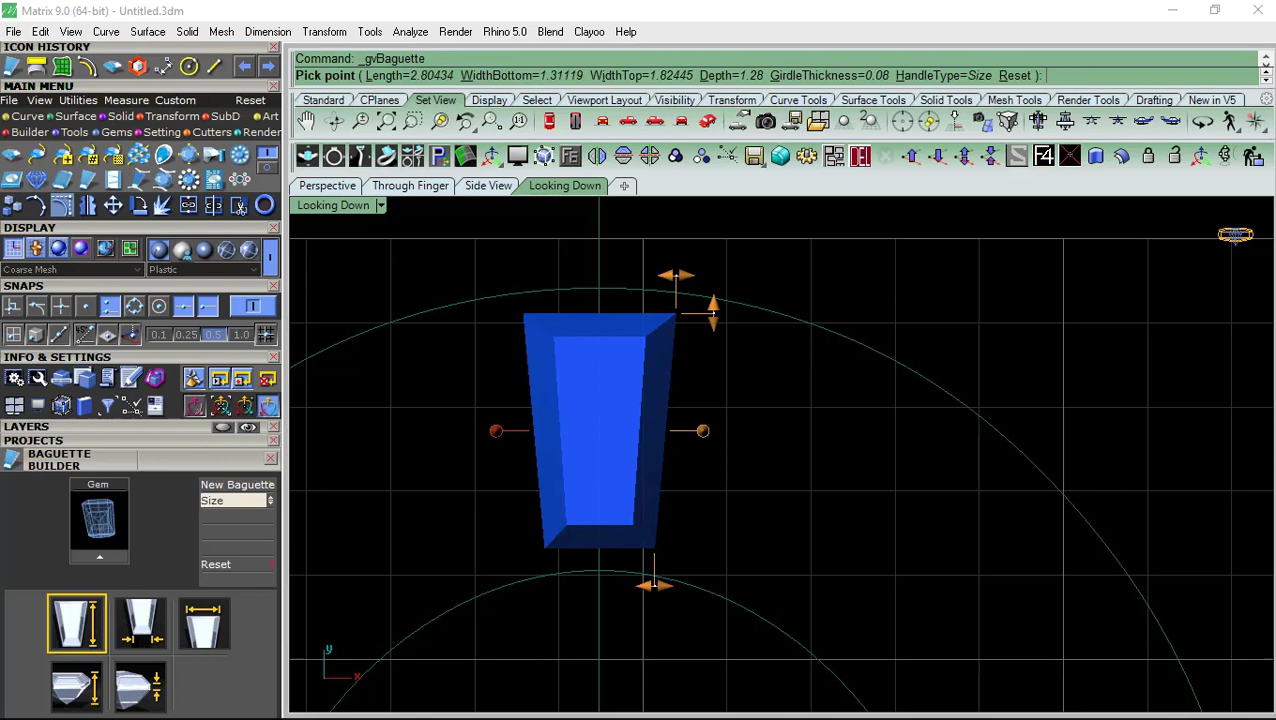 Matrix 9.0 (64-bit) - Untitled.3dm
File Edit View Curve Surface Solid Mesh Dimension Transform Tools Analyze Render Rhino 5.0 Blend Clayoo Help
ICON HISTORY
MAIN MENU
File View Utilities Measure Custom Reset
Curve Surface Solid Transform SubD
Builder Tools Gems Setting Cutters Render
DISPLAY
Coarse Mesh
Plastic
SNAPS
0.1 0.25 0.5 1.0
INFO & SETTINGS
LAYERS
PROJECTS
BAGUETTE
BUILDER
Gem
New Baguette
Size
Reset
Command: _gvBaguette
Pick point ( Length=2.80434 WidthBottom=1.31119 WidthTop=1.82445 Depth=1.28 GirdleThickness=0.08 HandleType=Size Reset ):
Standard CPlanes Set View Display Select Viewport Layout Visibility Transform Curve Tools Surface Tools Solid Tools Mesh Tools Render Tools Drafting New in V5
Perspective Through Finger Side View Looking Down
Looking Down
y
x